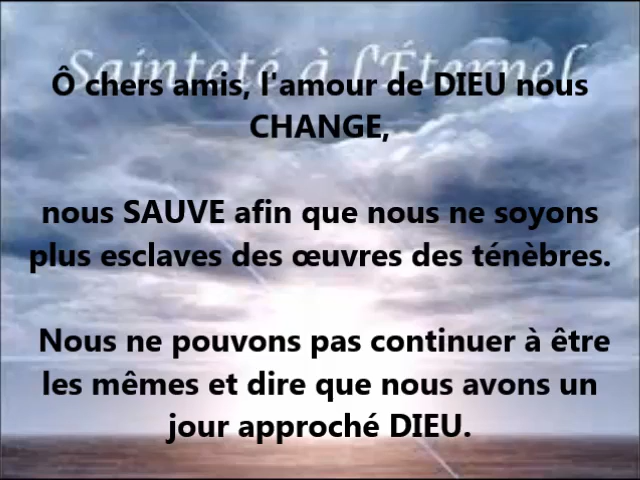 Sainteté à l'Éternel
Ô chers amis, l'amour de DIEU nous
CHANGE,
nous SAUVE afin que nous ne soyons
plus esclaves des œuvres des ténèbres.
Nous ne pouvons pas continuer à être
les mêmes et dire que nous avons un
jour approché DIEU.